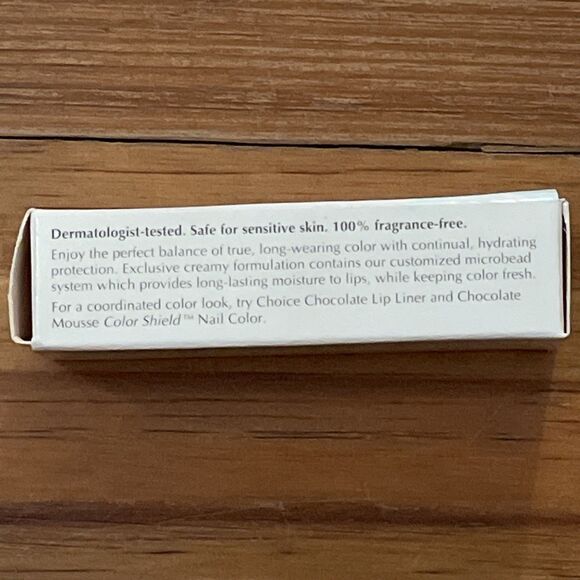 Dermatologist-tested. Safe for sensitive skin. 100% fragrance-free.
Enjoy the perfect balance of true, long-wearing color with continual, hydrating
protection. Exclusive creamy formulation contains our customized microbead
system which provides long-lasting moisture to lips, while keeping color fresh.
For a coordinated color look, try Choice Chocolate Lip Liner and Chocolate
Mousse Color Shield™ Nail Color.